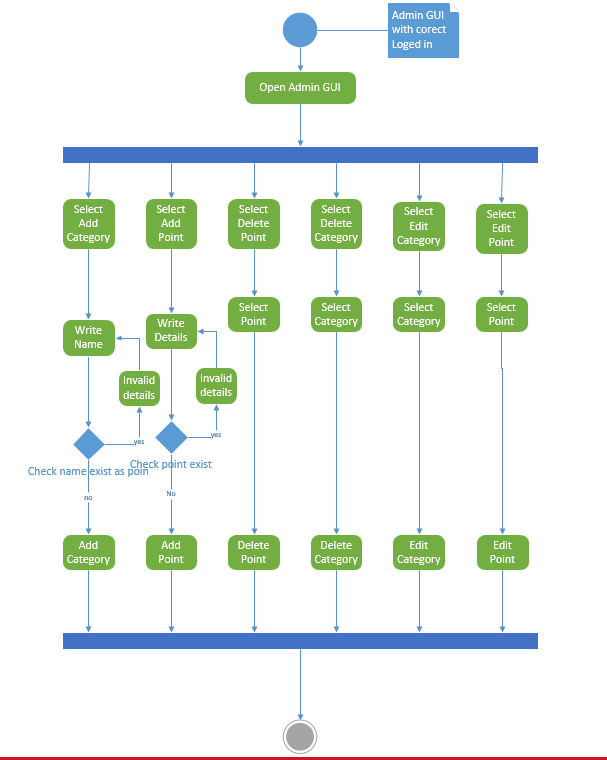 Admin GUI
with corect
Loged in
Open Admin GUI
Select
Add
Category
Select
Add
Point
Select
Delete
Point
Select
Delete
Category
Select
Edit
Category
Select
Edit
Point
Write
Name
Write
Details
Select
Point
Select
Category
Select
Category
Select
Point
Invalid
details
Invalid
details
yes
yes
Check name exist as poin
Check point exist
no
No
Add
Category
Add
Point
Delete
Point
Delete
Category
Edit
Category
Edit
Point